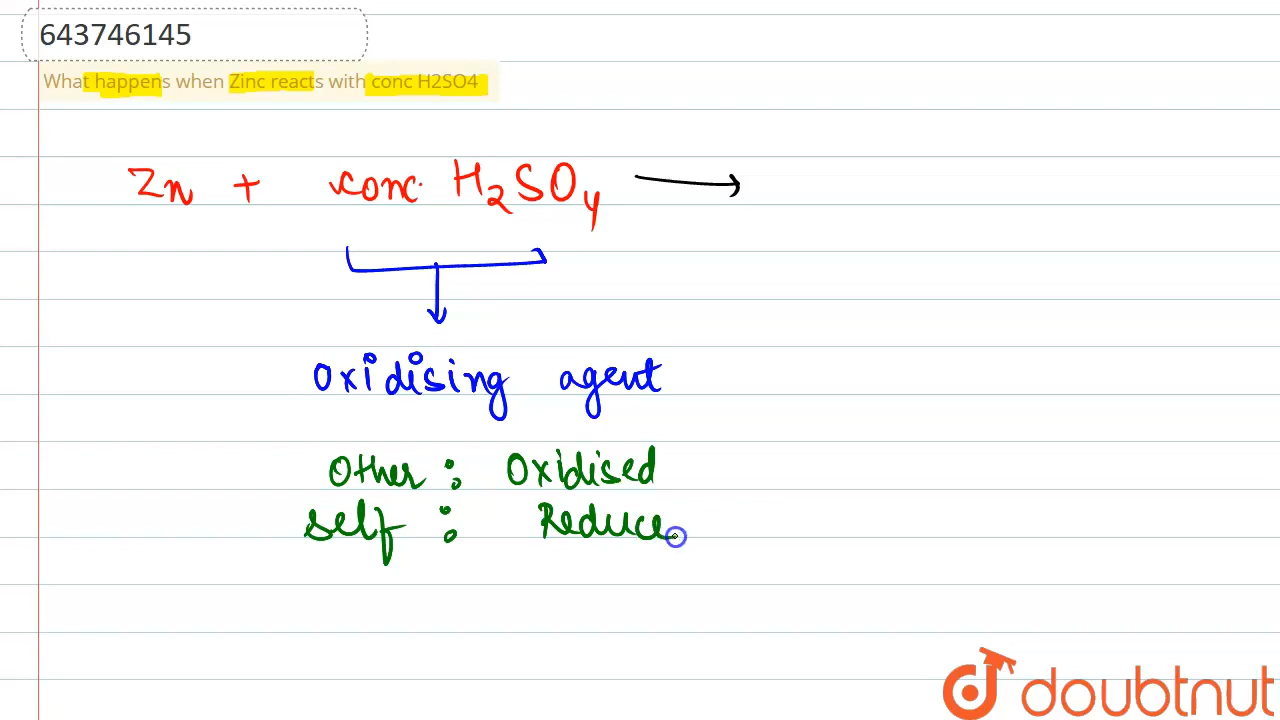 643746145
What happens when Zinc reacts with conc H2SO4
Zn + conc. H2SO4
Oxidising agent
Other : Oxidised
Self : Reduce
doubtnut